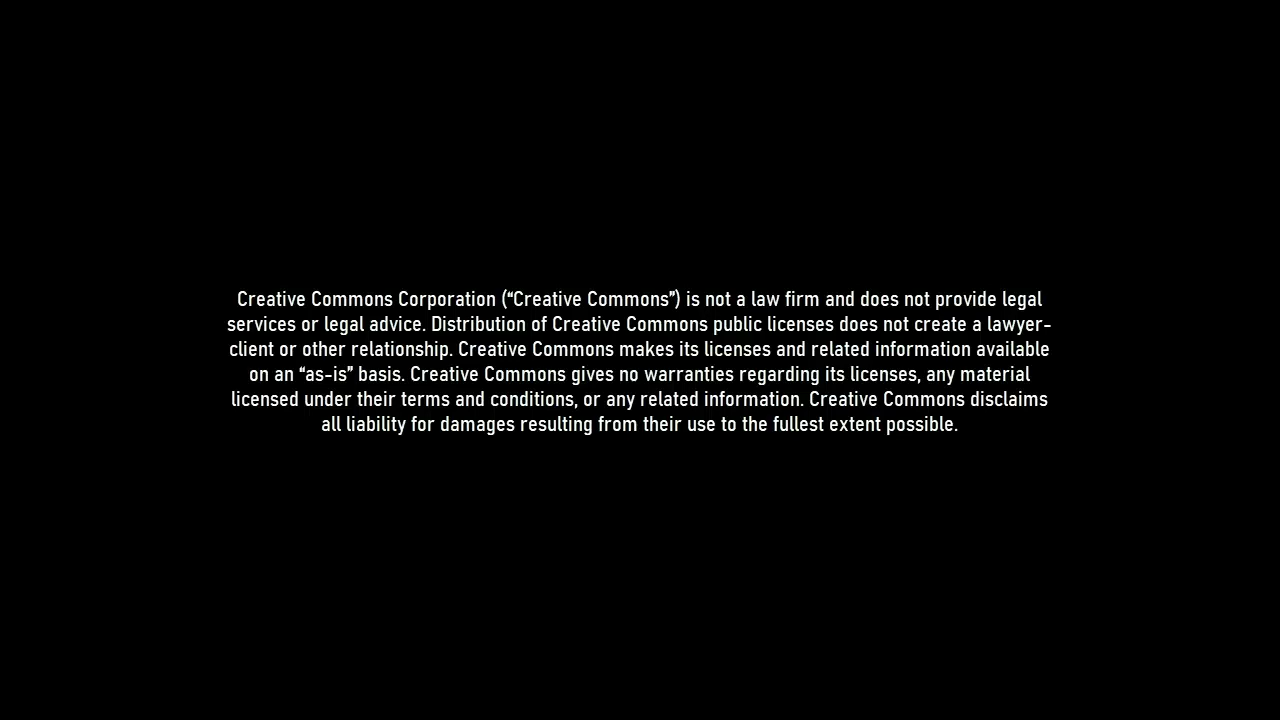 Creative Commons Corporation (“Creative Commons”) is not a law firm and does not provide legal
services or legal advice. Distribution of Creative Commons public licenses does not create a lawyer-
client or other relationship. Creative Commons makes its licenses and related information available
on an “as-is” basis. Creative Commons gives no warranties regarding its licenses, any material
licensed under their terms and conditions, or any related information. Creative Commons disclaims
all liability for damages resulting from their use to the fullest extent possible.